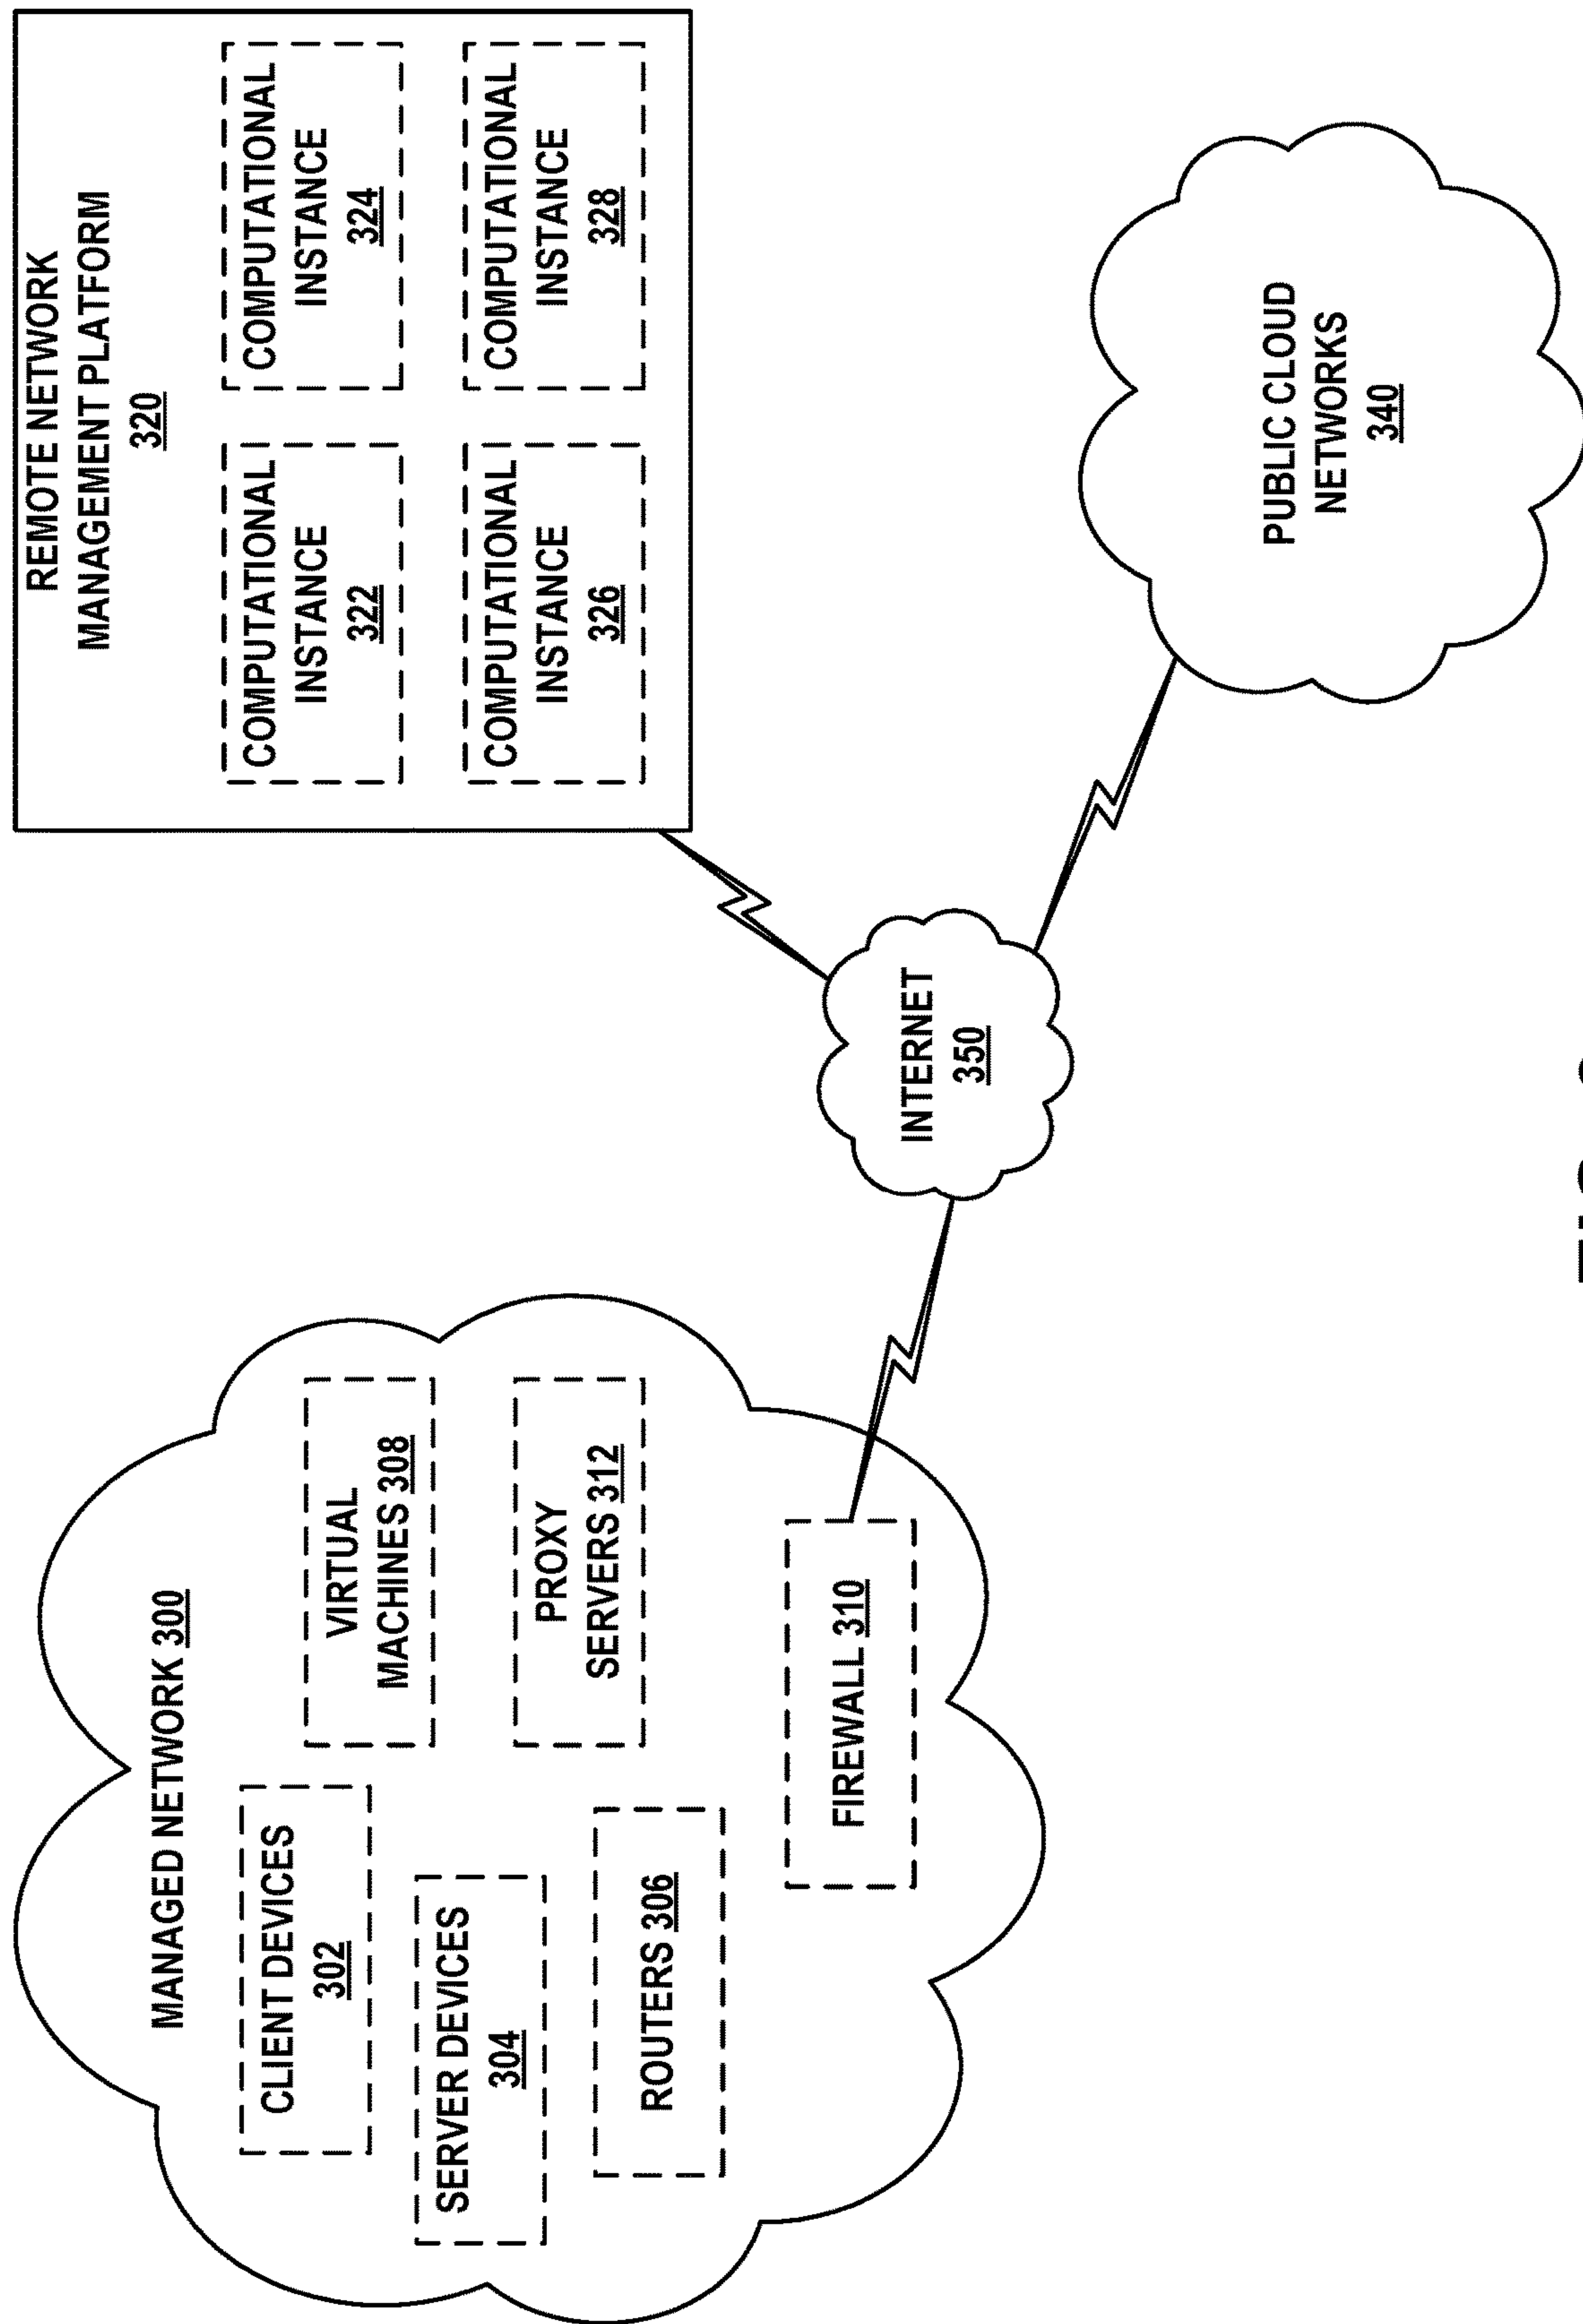 MANAGED NETWORK 300
CLIENT DEVICES
302
VIRTUAL
MACHINES 308
SERVER DEVICES
304
PROXY
SERVERS 312
ROUTERS 306
FIREWALL 310
INTERNET
350
REMOTE NETWORK
MANAGEMENT PLATFORM
320
COMPUTATIONAL
INSTANCE
322
COMPUTATIONAL
INSTANCE
324
COMPUTATIONAL
INSTANCE
326
COMPUTATIONAL
INSTANCE
328
PUBLIC CLOUD
NETWORKS
340